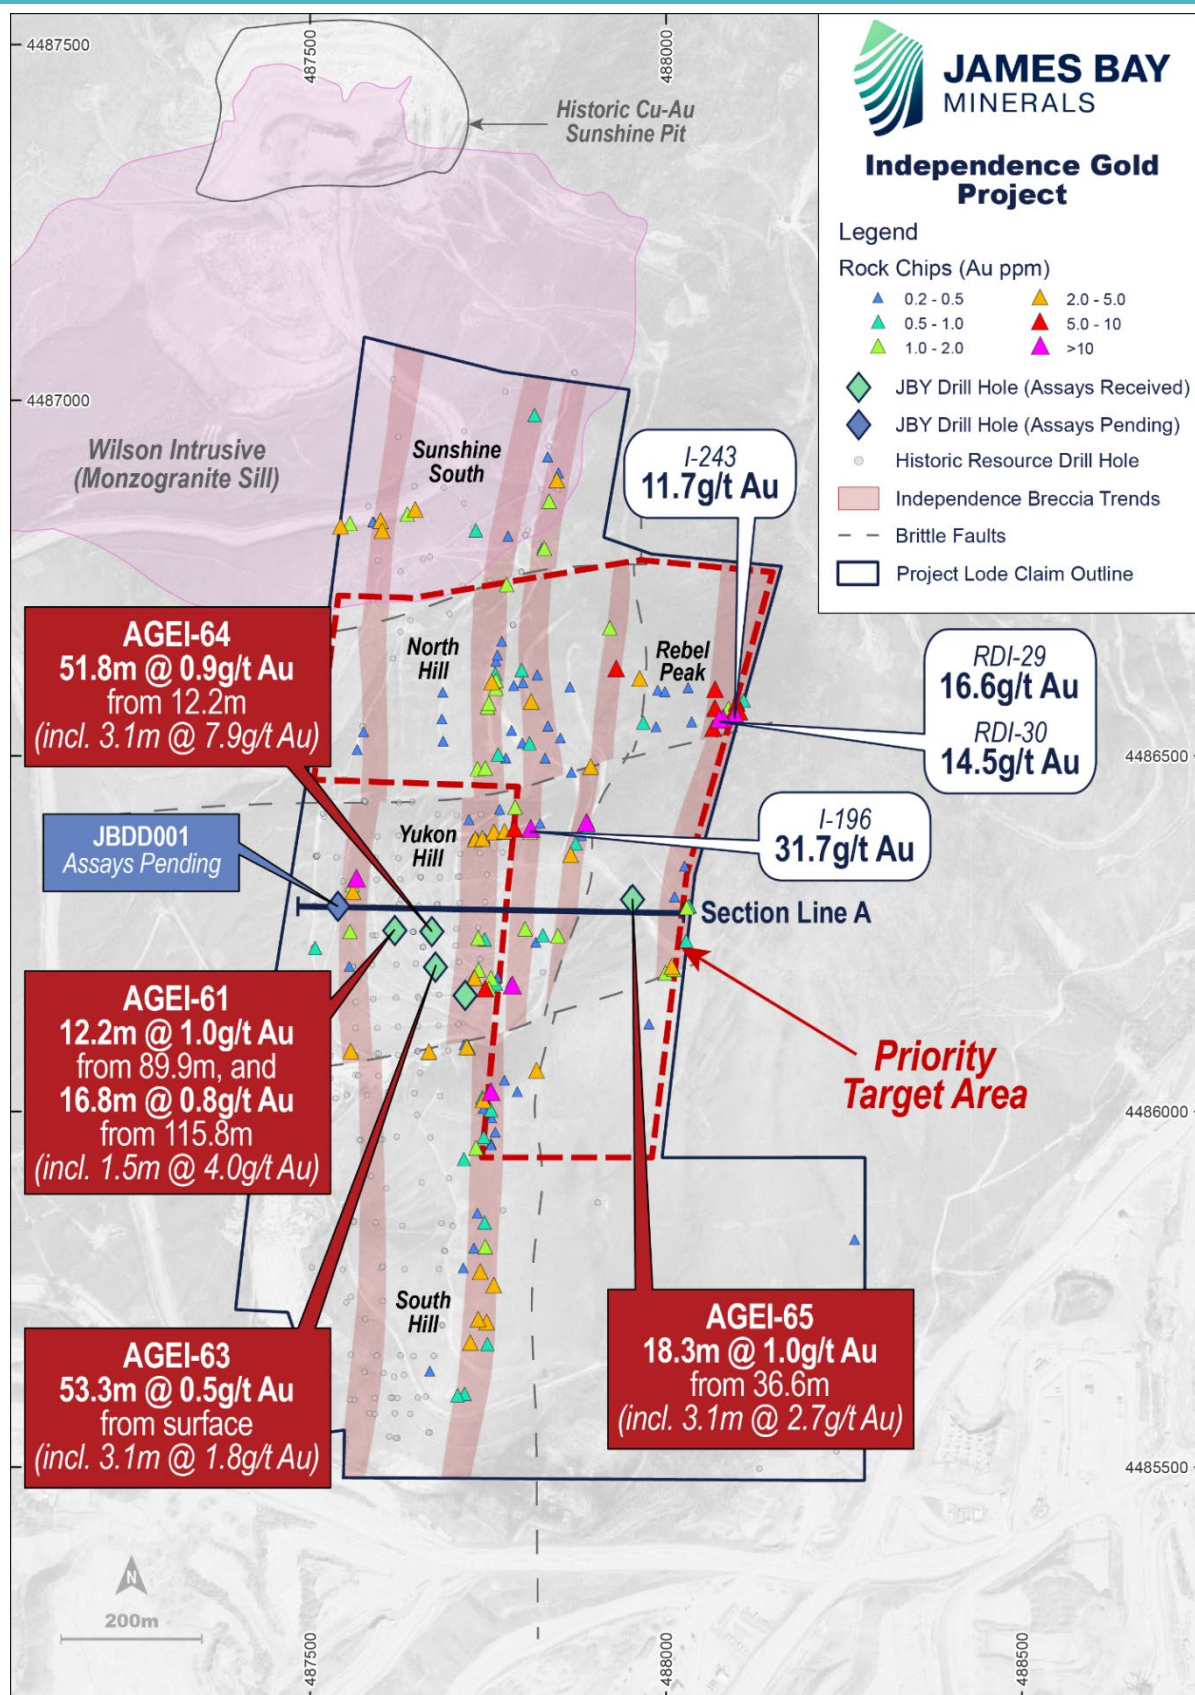 4487500
487500
488000
Historic Cu-Au
Sunshine Pit
JAMES BAY
MINERALS
Independence Gold
Project
Legend
Rock Chips (Au ppm)
0.2 - 0.5
2.0 - 5.0
0.5 - 1.0
5.0 - 10
1.0 - 2.0
>10
JBY Drill Hole (Assays Received)
JBY Drill Hole (Assays Pending)
Historic Resource Drill Hole
Independence Breccia Trends
Brittle Faults
Project Lode Claim Outline
4487000
Wilson Intrusive
(Monzogranite Sill)
Sunshine
South
I-243
11.7g/t Au
AGEI-64
51.8m @ 0.9g/t Au
from 12.2m
(incl. 3.1m @ 7.9g/t Au)
North
Hill
Rebel
Peak
RDI-29
16.6g/t Au
RDI-30
14.5g/t Au
4486500
JBDD001
Assays Pending
Yukon
Hill
I-196
31.7g/t Au
Section Line A
AGEI-61
12.2m @ 1.0g/t Au
from 89.9m, and
16.8m @ 0.8g/t Au
from 115.8m
(incl. 1.5m @ 4.0g/t Au)
Priority
Target Area
4486000
South
Hill
AGEI-63
53.3m @ 0.5g/t Au
from surface
(incl. 3.1m @ 1.8g/t Au)
AGEI-65
18.3m @ 1.0g/t Au
from 36.6m
(incl. 3.1m @ 2.7g/t Au)
4485500
N
200m
487500
488000
488500